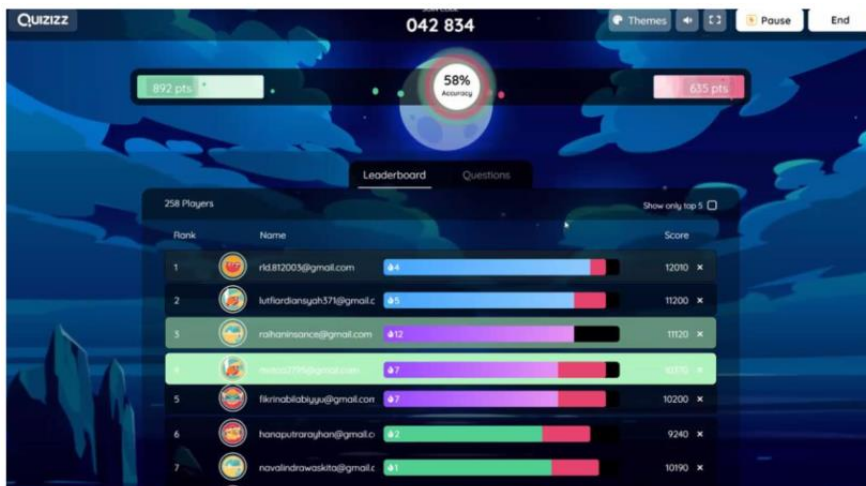 QUIZIZZ
JOIN CODE
042 834
Themes
Pause
End
892 pts
58%
Accuracy
635 pts
Leaderboard
Questions
258 Players
Show only top 5
Rank Name Score
1 rld.812003@gmail.com 4 12010 ×
2 lutfiardiansyah371@gmail.c 5 11200 ×
3 raihaninsance@gmail.com 12 11120 ×
7
5 fikrinabilabiyyu@gmail.com 7 10200 ×
6 hanaputrarayhan@gmail.c 2 9240 ×
7 navalindrawaskita@gmail.c 1 10190 ×